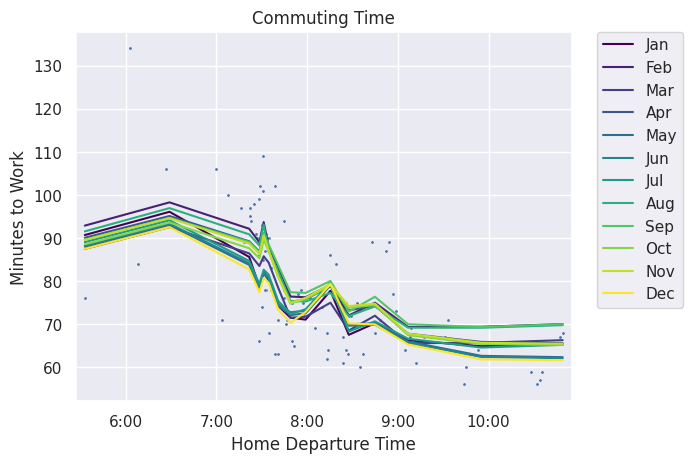 Commuting Time
Minutes to Work
130
120
110
100
90
80
70
60
6:00 7:00 8:00 9:00 10:00
Home Departure Time
Jan
Feb
Mar
Apr
May
Jun
Jul
Aug
Sep
Oct
Nov
Dec